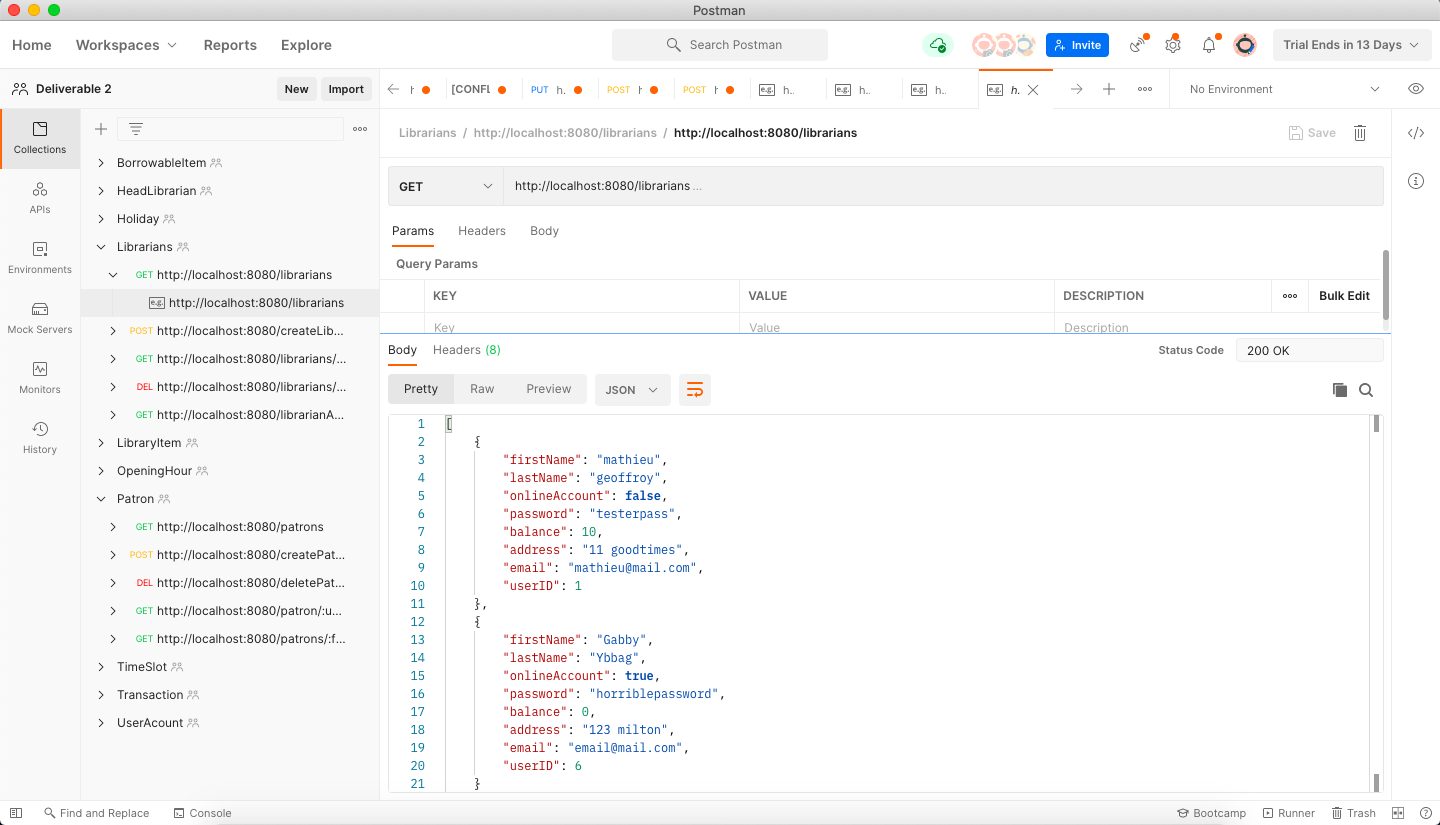 Postman
Home Workspaces Reports Explore Search Postman Invite Trial Ends in 13 Days
Deliverable 2 New Import h [CONFL PUT h. POST h POST h e.g. h.. e.g. h.. e.g. h.. e.g. h. No Environment
Collections
APIs
Environments
Mock Servers
Monitors
History
BorrowableItem
HeadLibrarian
Holiday
Librarians
GET http://localhost:8080/librarians
e.g. http://localhost:8080/librarians
POST http://localhost:8080/createLib...
GET http://localhost:8080/librarians/...
DEL http://localhost:8080/librarians/...
GET http://localhost:8080/librarianA...
LibraryItem
OpeningHour
Patron
GET http://localhost:8080/patrons
POST http://localhost:8080/createPat...
DEL http://localhost:8080/deletePat...
GET http://localhost:8080/patron/:u...
GET http://localhost:8080/patrons/:f...
TimeSlot
Transaction
UserAcount
Librarians / http://localhost:8080/librarians / http://localhost:8080/librarians Save
GET http://localhost:8080/librarians ...
Params Headers Body
Query Params
KEY VALUE DESCRIPTION Bulk Edit
Key Value Description
Body Headers (8) Status Code 200 OK
Pretty Raw Preview JSON
1 [
2 {
3 "firstName": "mathieu",
4 "lastName": "geoffroy",
5 "onlineAccount": false,
6 "password": "testerpass",
7 "balance": 10,
8 "address": "11 goodtimes",
9 "email": "mathieu@mail.com",
10 "userID": 1
11 },
12 {
13 "firstName": "Gabby",
14 "lastName": "Ybbag",
15 "onlineAccount": true,
16 "password": "horriblepassword",
17 "balance": 0,
18 "address": "123 milton",
19 "email": "email@mail.com",
20 "userID": 6
21 }
Find and Replace Console Bootcamp Runner Trash